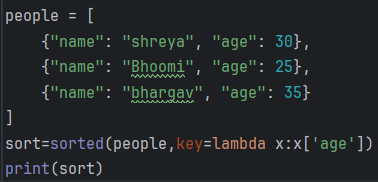 people = [
    {"name": "shreya", "age": 30},
    {"name": "Bhoomi", "age": 25},
    {"name": "bhargav", "age": 35}
]
sort=sorted(people,key=lambda x:x['age'])
print(sort)